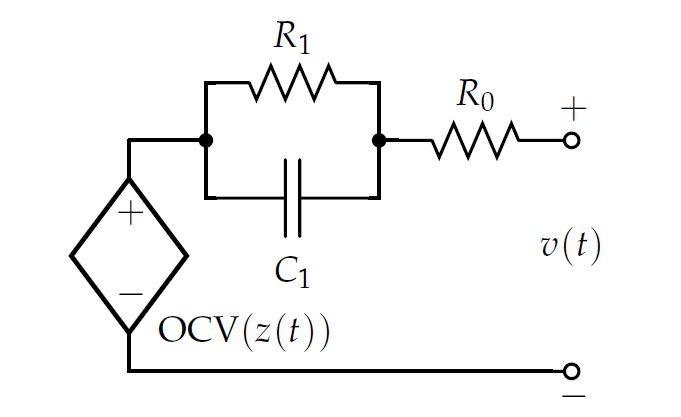 R₁
R₀
+
+
v(t)
−
C₁
OCV(z(t))
−